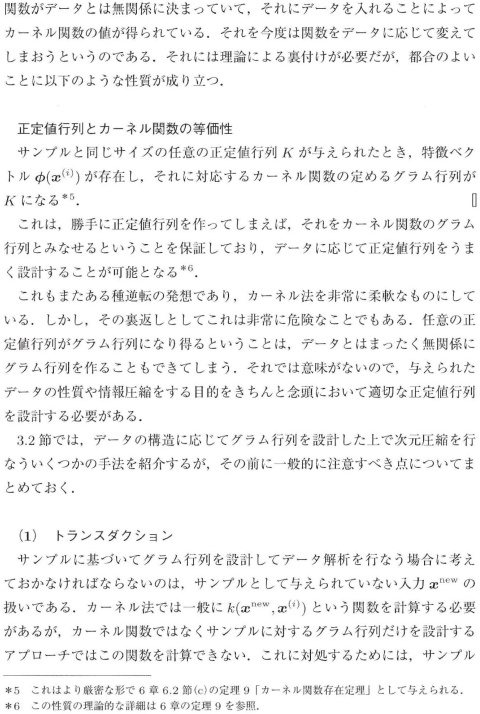 関数がデータとは無関係に決まっていて，それにデータを入れることによって
カーネル関数の値が得られている．それを今度は関数をデータに応じて変えて
しまおうというのである．それには理論による裏付けが必要だが，都合のよい
ことに以下のような性質が成り立つ．
正定値行列とカーネル関数の等価性
サンプルと同じサイズの任意の正定値行列 K が与えられたとき，特徴ベク
トル ϕ(x⁽ⁱ⁾) が存在し，それに対応するカーネル関数の定めるグラム行列が
K になる*5． []
これは，勝手に正定値行列を作ってしまえば，それをカーネル関数のグラム
行列とみなせるということを保証しており，データに応じて正定値行列をうま
く設計することが可能となる*6．
これもまたある種逆転の発想であり，カーネル法を非常に柔軟なものにして
いる．しかし，その裏返しとしてこれは非常に危険なことでもある．任意の正
定値行列がグラム行列になり得るということは，データとはまったく無関係に
グラム行列を作ることもできてしまう．それでは意味がないので，与えられた
データの性質や情報圧縮をする目的をきちんと念頭において適切な正定値行列
を設計する必要がある．
3.2 節では，データの構造に応じてグラム行列を設計した上で次元圧縮を行
なういくつかの手法を紹介するが，その前に一般的に注意すべき点についてま
とめておく．
(1) トランスダクション
サンプルに基づいてグラム行列を設計してデータ解析を行なう場合に考え
ておかなければならないのは，サンプルとして与えられていない入力 xⁿᵉʷ の
扱いである．カーネル法では一般に k(xⁿᵉʷ, x⁽ⁱ⁾) という関数を計算する必要
があるが，カーネル関数ではなくサンプルに対するグラム行列だけを設計する
アプローチではこの関数を計算できない．これに対処するためには，サンプル
*5 これはより厳密な形で 6 章 6.2 節(c)の定理 9「カーネル関数存在定理」として与えられる．
*6 この性質の理論的な詳細は 6 章の定理 9 を参照．